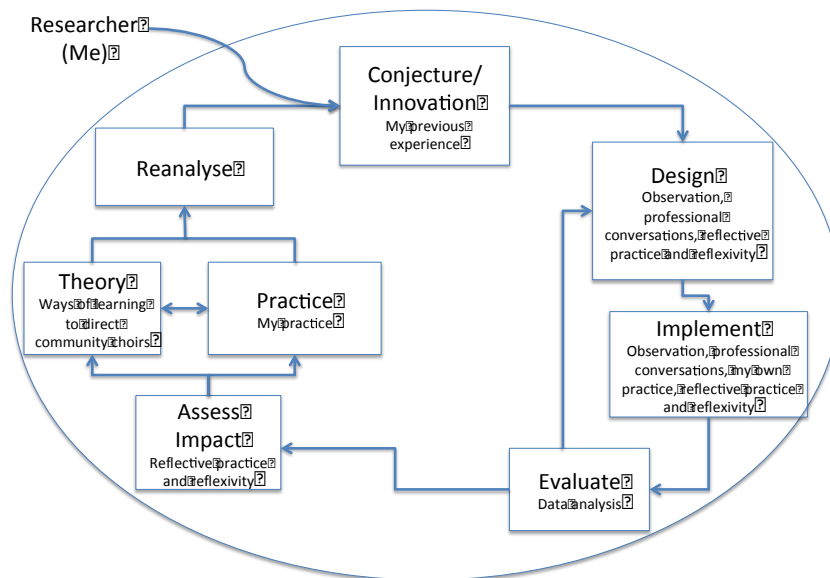 Researcher
(Me)
Conjecture/
Innovation
My previous
experience
Reanalyse
Design
Observation,
professional
conversations, reflective
practice and reflexivity
Theory
Ways of learning
to direct
community choirs
Practice
My practice
Implement
Observation, professional
conversations, my own
practice, reflective practice
and reflexivity
Assess
Impact
Reflective practice
and reflexivity
Evaluate
Data analysis